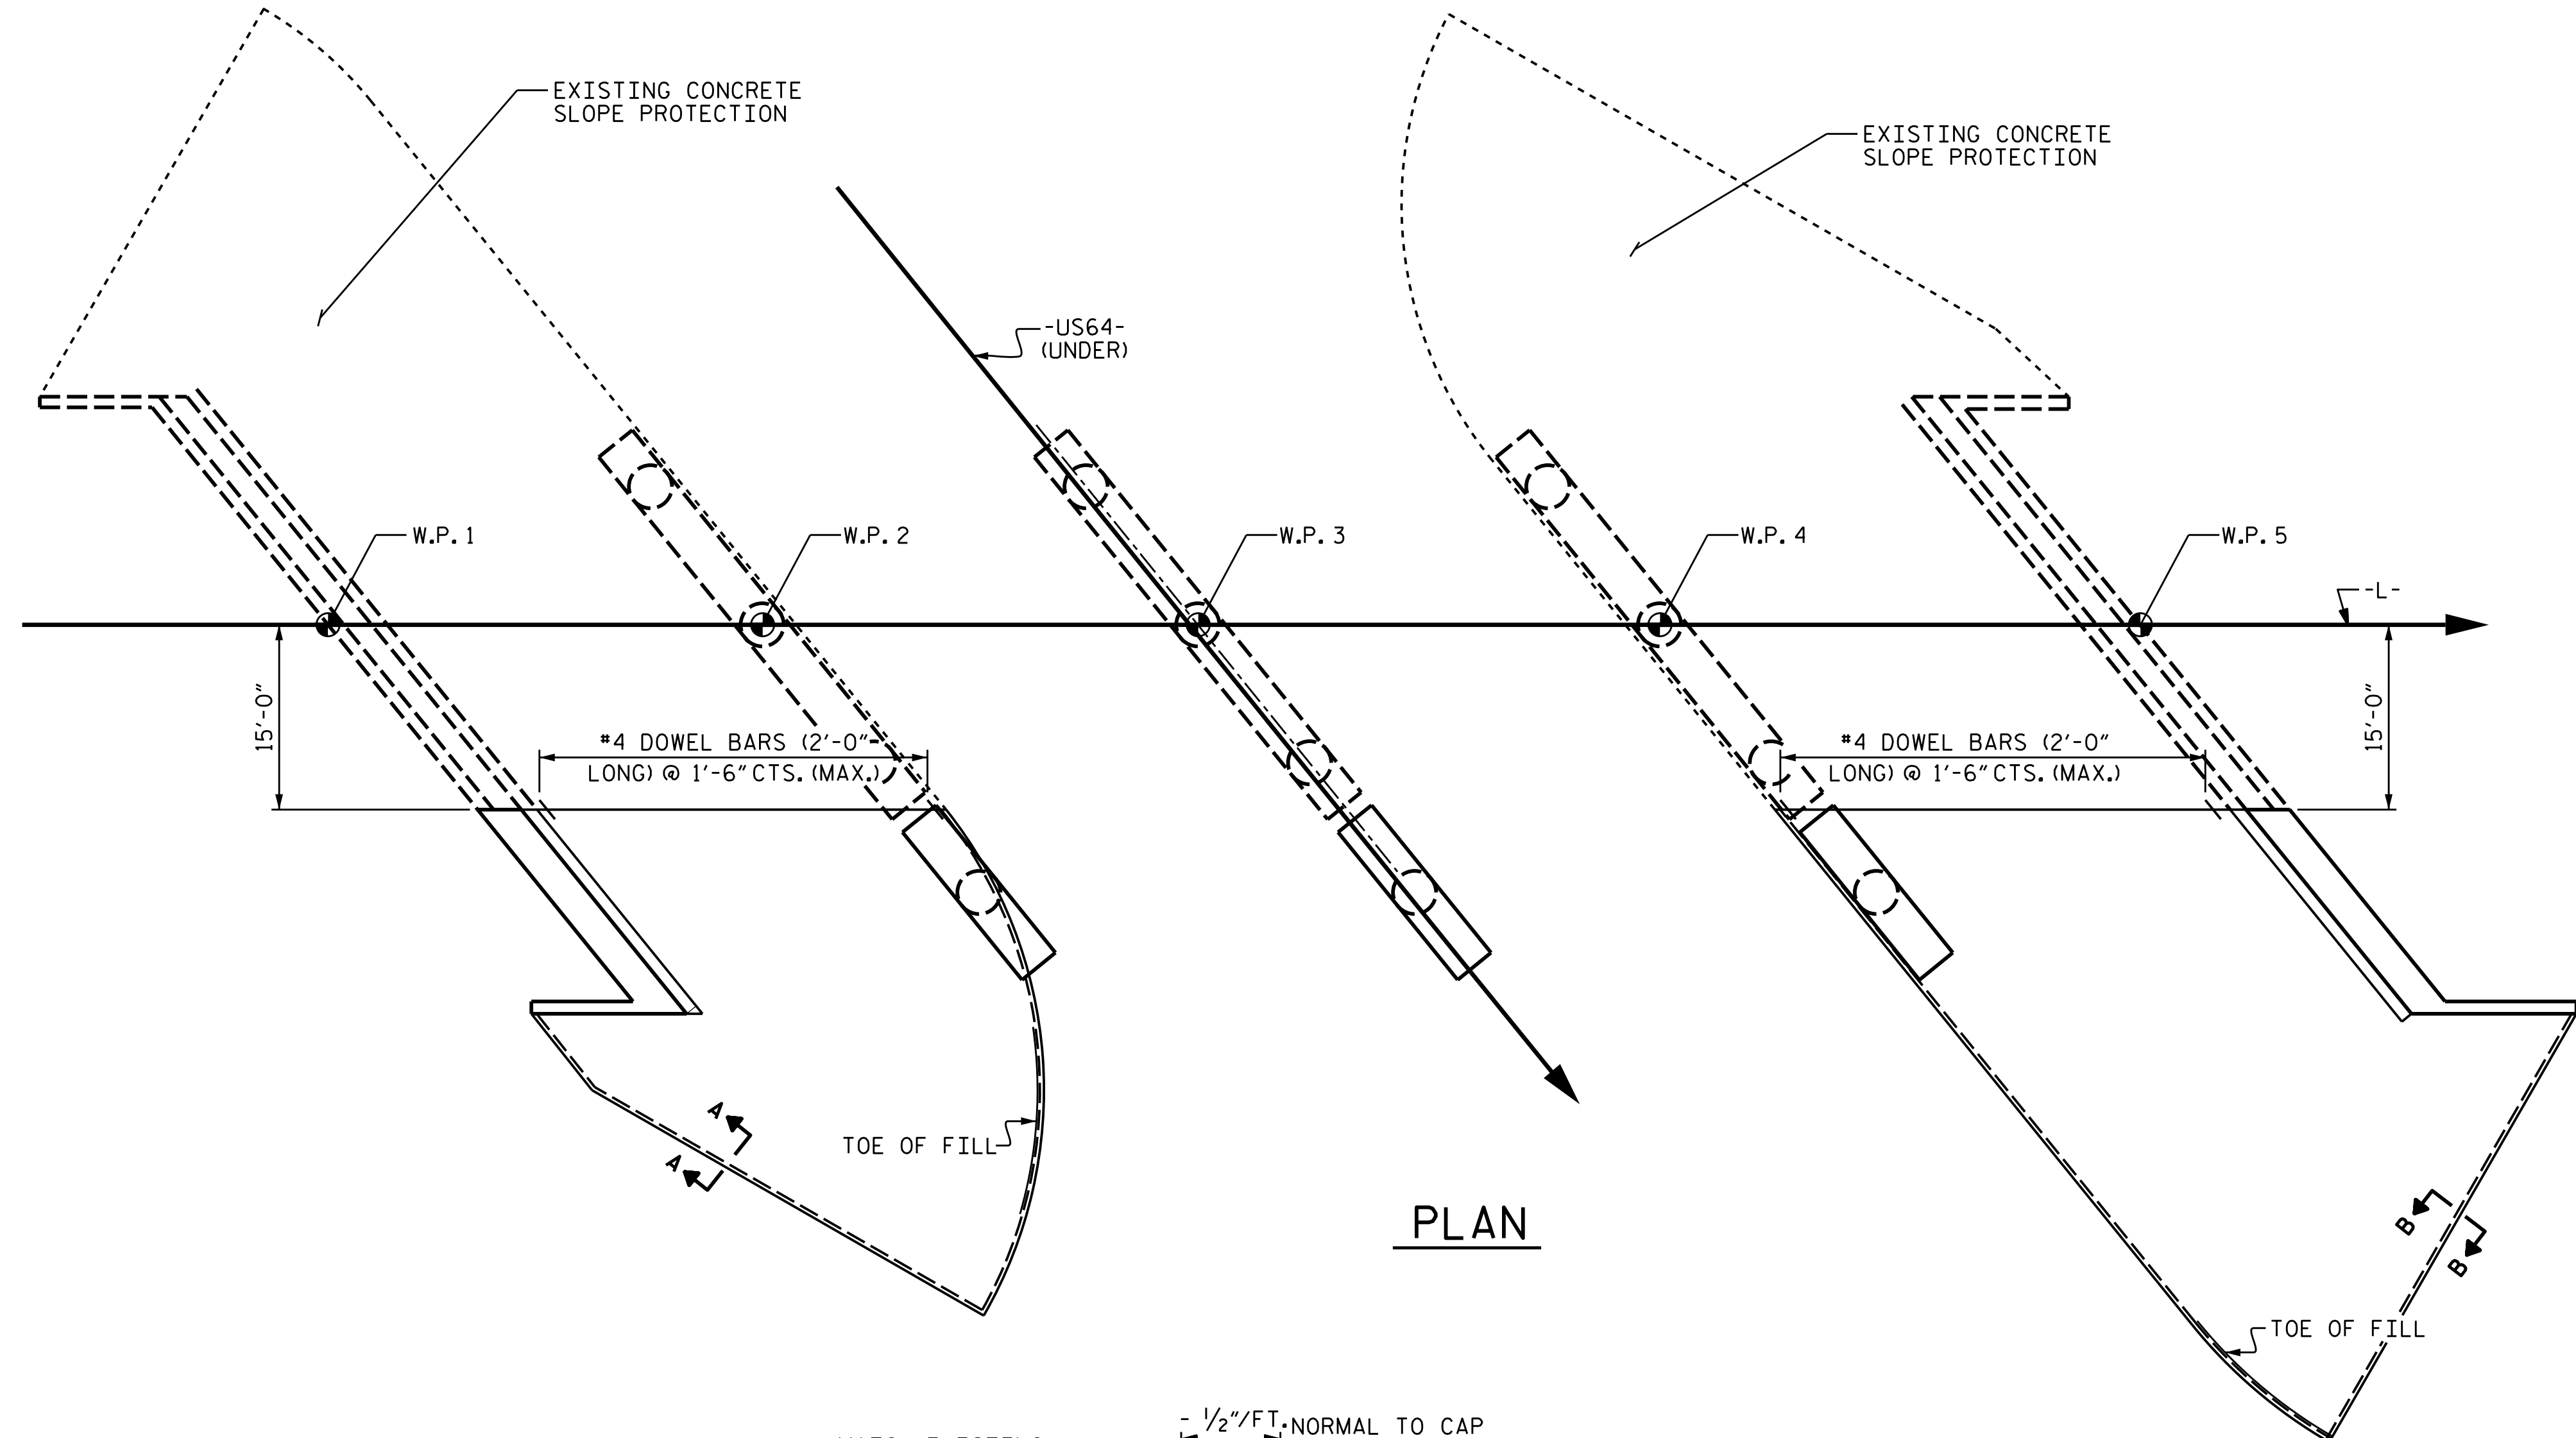 EXISTING CONCRETE
SLOPE PROTECTION
EXISTING CONCRETE
SLOPE PROTECTION
-US64-
(UNDER)
W.P. 1
W.P. 2
W.P. 3
W.P. 4
W.P. 5
-L-
15'-0"
#4 DOWEL BARS (2'-0"
LONG) @ 1'-6" CTS. (MAX.)
#4 DOWEL BARS (2'-0"
LONG) @ 1'-6" CTS. (MAX.)
15'-0"
A
A
TOE OF FILL
PLAN
B
B
TOE OF FILL
- 1/2"/FT. NORMAL TO CAP